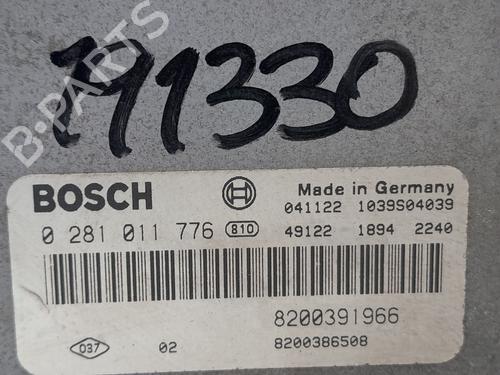 191330
B-PARTS
BOSCH Made in Germany
041122 1039S04039
0 281 011 776 810 49122 1894 2240
8200391966
037 02 8200386508